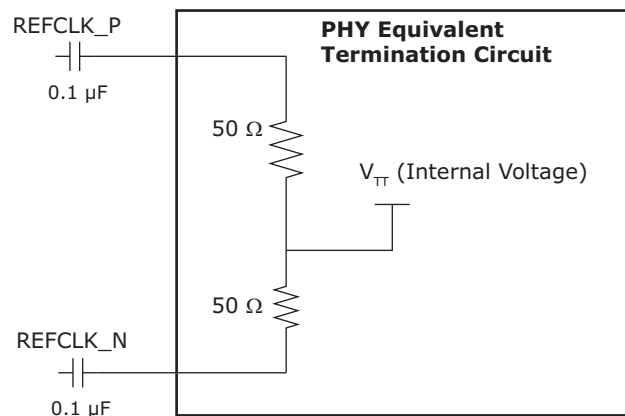 REFCLK_P
0.1 µF
PHY Equivalent
Termination Circuit
50 Ω
V_TT (Internal Voltage)
50 Ω
REFCLK_N
0.1 µF